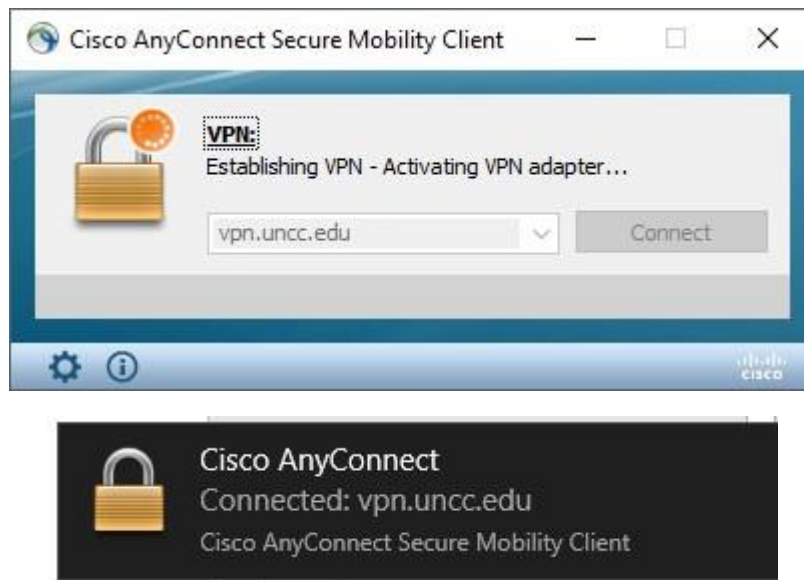 Cisco AnyConnect Secure Mobility Client
VPN:
Establishing VPN - Activating VPN adapter...
vpn.uncc.edu
Connect
cisco
Cisco AnyConnect
Connected: vpn.uncc.edu
Cisco AnyConnect Secure Mobility Client